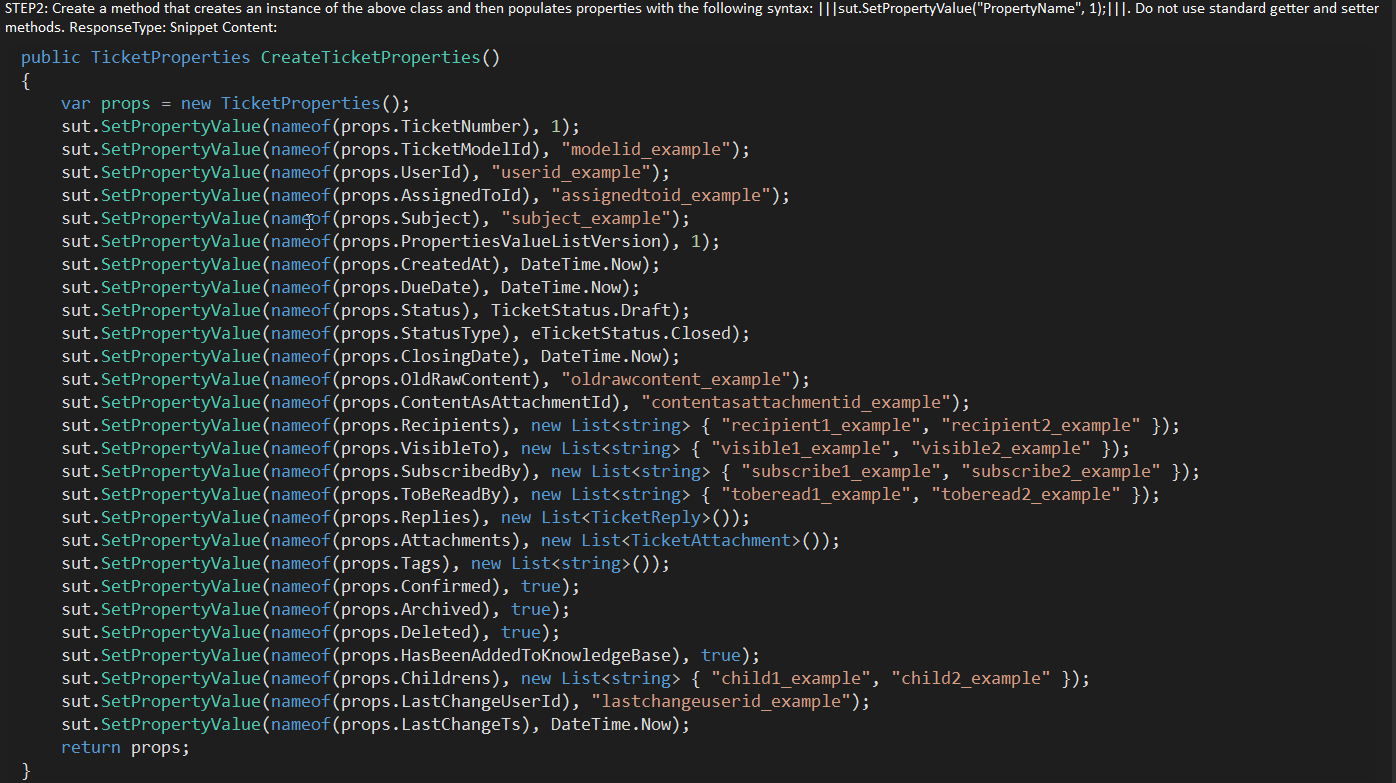 STEP2: Create a method that creates an instance of the above class and then populates properties with the following syntax: |||sut.SetPropertyValue("PropertyName", 1);|||. Do not use standard getter and setter
methods. ResponseType: Snippet Content:
public TicketProperties CreateTicketProperties()
{
    var props = new TicketProperties();
    sut.SetPropertyValue(nameof(props.TicketNumber), 1);
    sut.SetPropertyValue(nameof(props.TicketModelId), "modelid_example");
    sut.SetPropertyValue(nameof(props.UserId), "userid_example");
    sut.SetPropertyValue(nameof(props.AssignedToId), "assignedtoid_example");
    sut.SetPropertyValue(nameof(props.Subject), "subject_example");
    sut.SetPropertyValue(nameof(props.PropertiesValueListVersion), 1);
    sut.SetPropertyValue(nameof(props.CreatedAt), DateTime.Now);
    sut.SetPropertyValue(nameof(props.DueDate), DateTime.Now);
    sut.SetPropertyValue(nameof(props.Status), TicketStatus.Draft);
    sut.SetPropertyValue(nameof(props.StatusType), eTicketStatus.Closed);
    sut.SetPropertyValue(nameof(props.ClosingDate), DateTime.Now);
    sut.SetPropertyValue(nameof(props.OldRawContent), "oldrawcontent_example");
    sut.SetPropertyValue(nameof(props.ContentAsAttachmentId), "contentasattachmentid_example");
    sut.SetPropertyValue(nameof(props.Recipients), new List<string> { "recipient1_example", "recipient2_example" });
    sut.SetPropertyValue(nameof(props.VisibleTo), new List<string> { "visible1_example", "visible2_example" });
    sut.SetPropertyValue(nameof(props.SubscribedBy), new List<string> { "subscribe1_example", "subscribe2_example" });
    sut.SetPropertyValue(nameof(props.ToBeReadBy), new List<string> { "toberead1_example", "toberead2_example" });
    sut.SetPropertyValue(nameof(props.Replies), new List<TicketReply>());
    sut.SetPropertyValue(nameof(props.Attachments), new List<TicketAttachment>());
    sut.SetPropertyValue(nameof(props.Tags), new List<string>());
    sut.SetPropertyValue(nameof(props.Confirmed), true);
    sut.SetPropertyValue(nameof(props.Archived), true);
    sut.SetPropertyValue(nameof(props.Deleted), true);
    sut.SetPropertyValue(nameof(props.HasBeenAddedToKnowledgeBase), true);
    sut.SetPropertyValue(nameof(props.Childrens), new List<string> { "child1_example", "child2_example" });
    sut.SetPropertyValue(nameof(props.LastChangeUserId), "lastchangeuserid_example");
    sut.SetPropertyValue(nameof(props.LastChangeTs), DateTime.Now);
    return props;
}